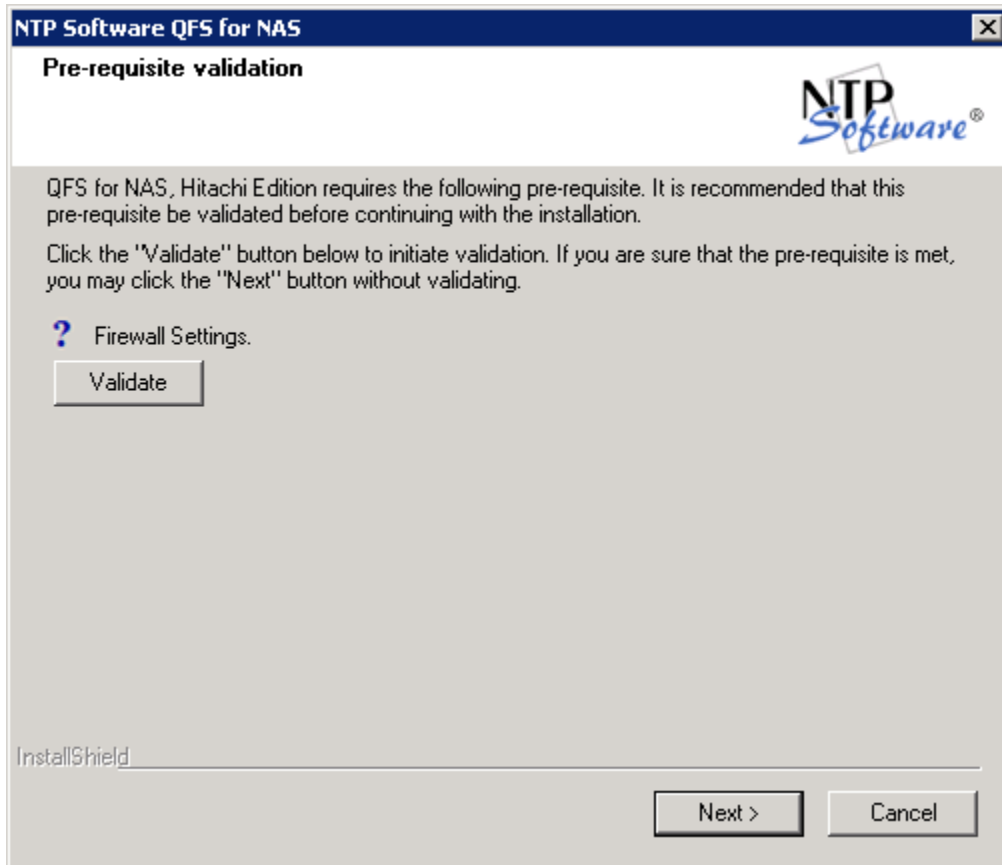 NTP Software QFS for NAS
Pre-requisite validation
NTP
Software®
QFS for NAS, Hitachi Edition requires the following pre-requisite. It is recommended that this
pre-requisite be validated before continuing with the installation.
Click the "Validate" button below to initiate validation. If you are sure that the pre-requisite is met,
you may click the "Next" button without validating.
? Firewall Settings.
Validate
InstallShield
Next >
Cancel